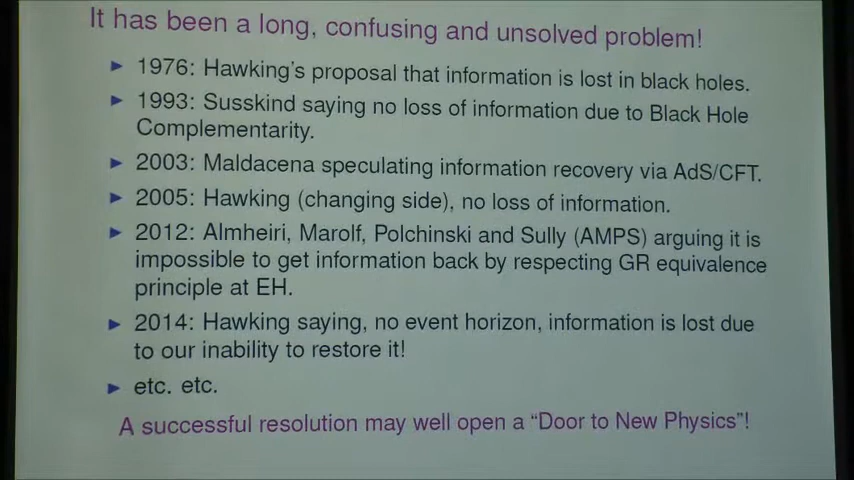 It has been a long, confusing and unsolved problem!
1976: Hawking's proposal that information is lost in black holes.
1993: Susskind saying no loss of information due to Black Hole
Complementarity.
2003: Maldacena speculating information recovery via AdS/CFT.
2005: Hawking (changing side), no loss of information.
2012: Almheiri, Marolf, Polchinski and Sully (AMPS) arguing it is
impossible to get information back by respecting GR equivalence
principle at EH.
2014: Hawking saying, no event horizon, information is lost due
to our inability to restore it!
etc. etc.
A successful resolution may well open a “Door to New Physics”!